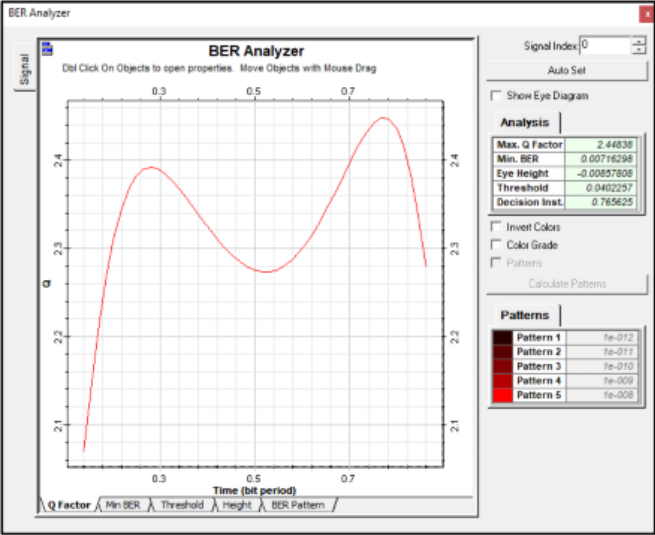 BER Analyzer
x
Signal
BER Analyzer
Dbl Click On Objects to open properties. Move Objects with Mouse Drag
0.3 0.5 0.7
2.4 2.4
2.3 2.3
Q
2.2 2.2
2.1 2.1
0.3 0.5 0.7
Time (bit period)
Q Factor Min BER Threshold Height BER Pattern
Signal Index: 0
Auto Set
Show Eye Diagram
Analysis
Max. Q Factor 2.44838
Min. BER 0.00716298
Eye Height -0.00857808
Threshold 0.0402257
Decision Inst. 0.765625
Invert Colors
Color Grade
Patterns
Calculate Patterns
Patterns
Pattern 1 1e-012
Pattern 2 1e-011
Pattern 3 1e-010
Pattern 4 1e-009
Pattern 5 1e-008